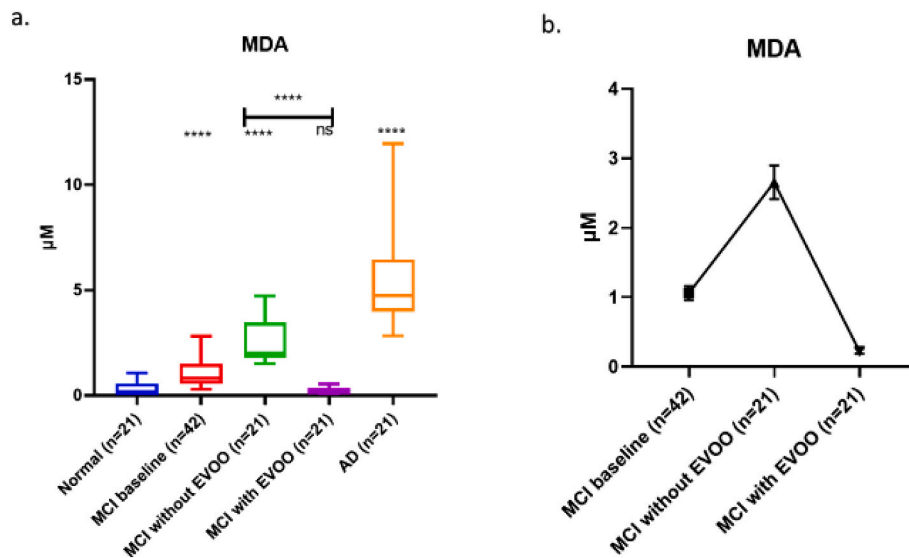 a.
MDA
15
10
5
0
µM
****
****
****
ns
****
Normal (n=21)
MCI baseline (n=42)
MCI without EVOO (n=21)
MCI with EVOO (n=21)
AD (n=21)
b.
MDA
4
3
2
1
0
µM
MCI baseline (n=42)
MCI without EVOO (n=21)
MCI with EVOO (n=21)